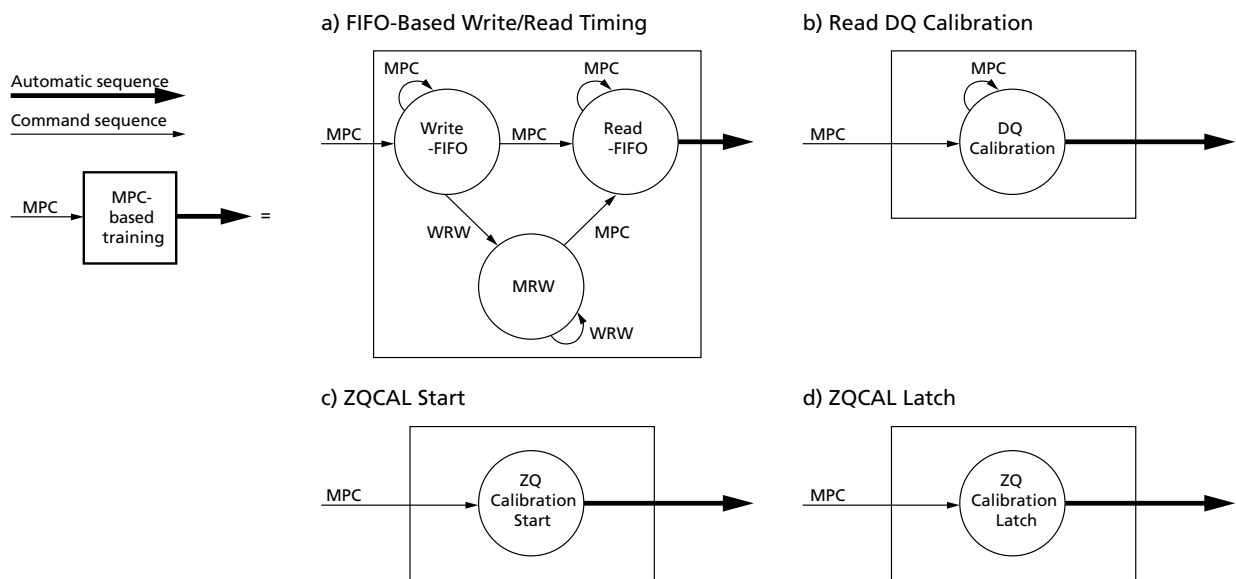 Automatic sequence
Command sequence
MPC
MPC-
based
training
=
a) FIFO-Based Write/Read Timing
MPC
MPC
MPC
Write
-FIFO
MPC
Read
-FIFO
WRW
MPC
MRW
WRW
b) Read DQ Calibration
MPC
MPC
DQ
Calibration
c) ZQCAL Start
MPC
ZQ
Calibration
Start
d) ZQCAL Latch
MPC
ZQ
Calibration
Latch